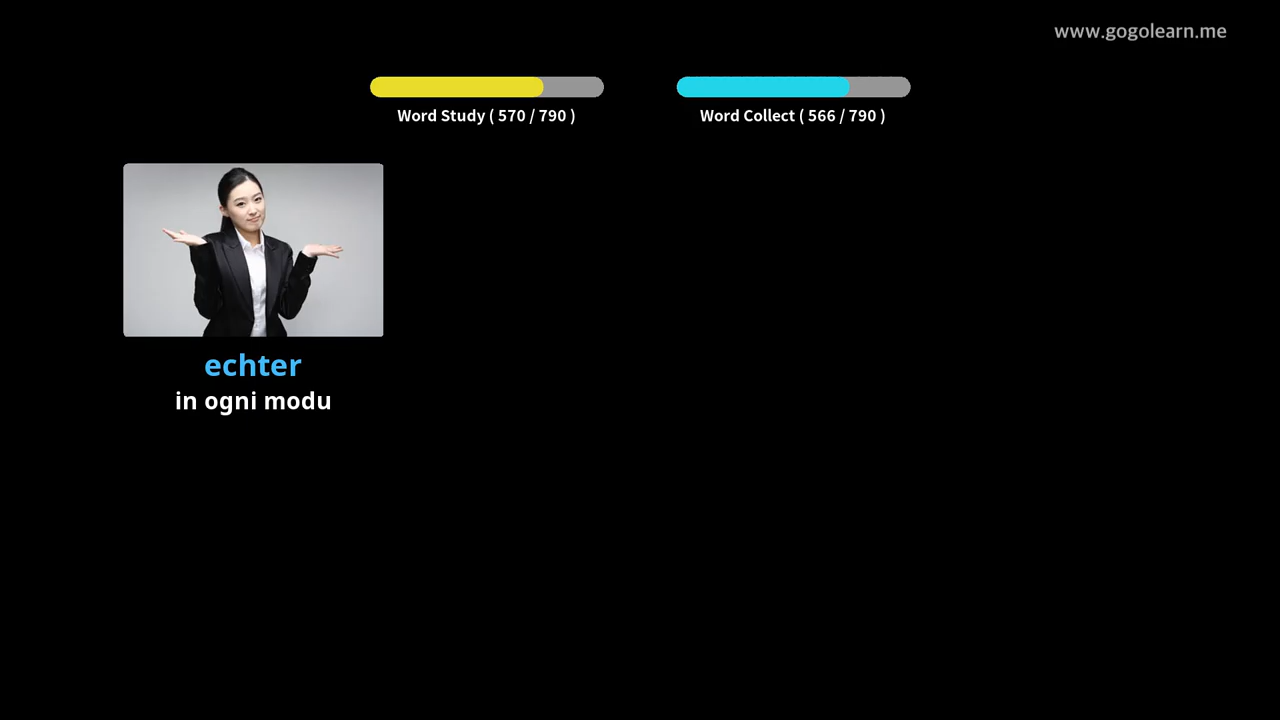 www.gogolearn.me
Word Study ( 570 / 790 )
Word Collect ( 566 / 790 )
echter
in ogni modu